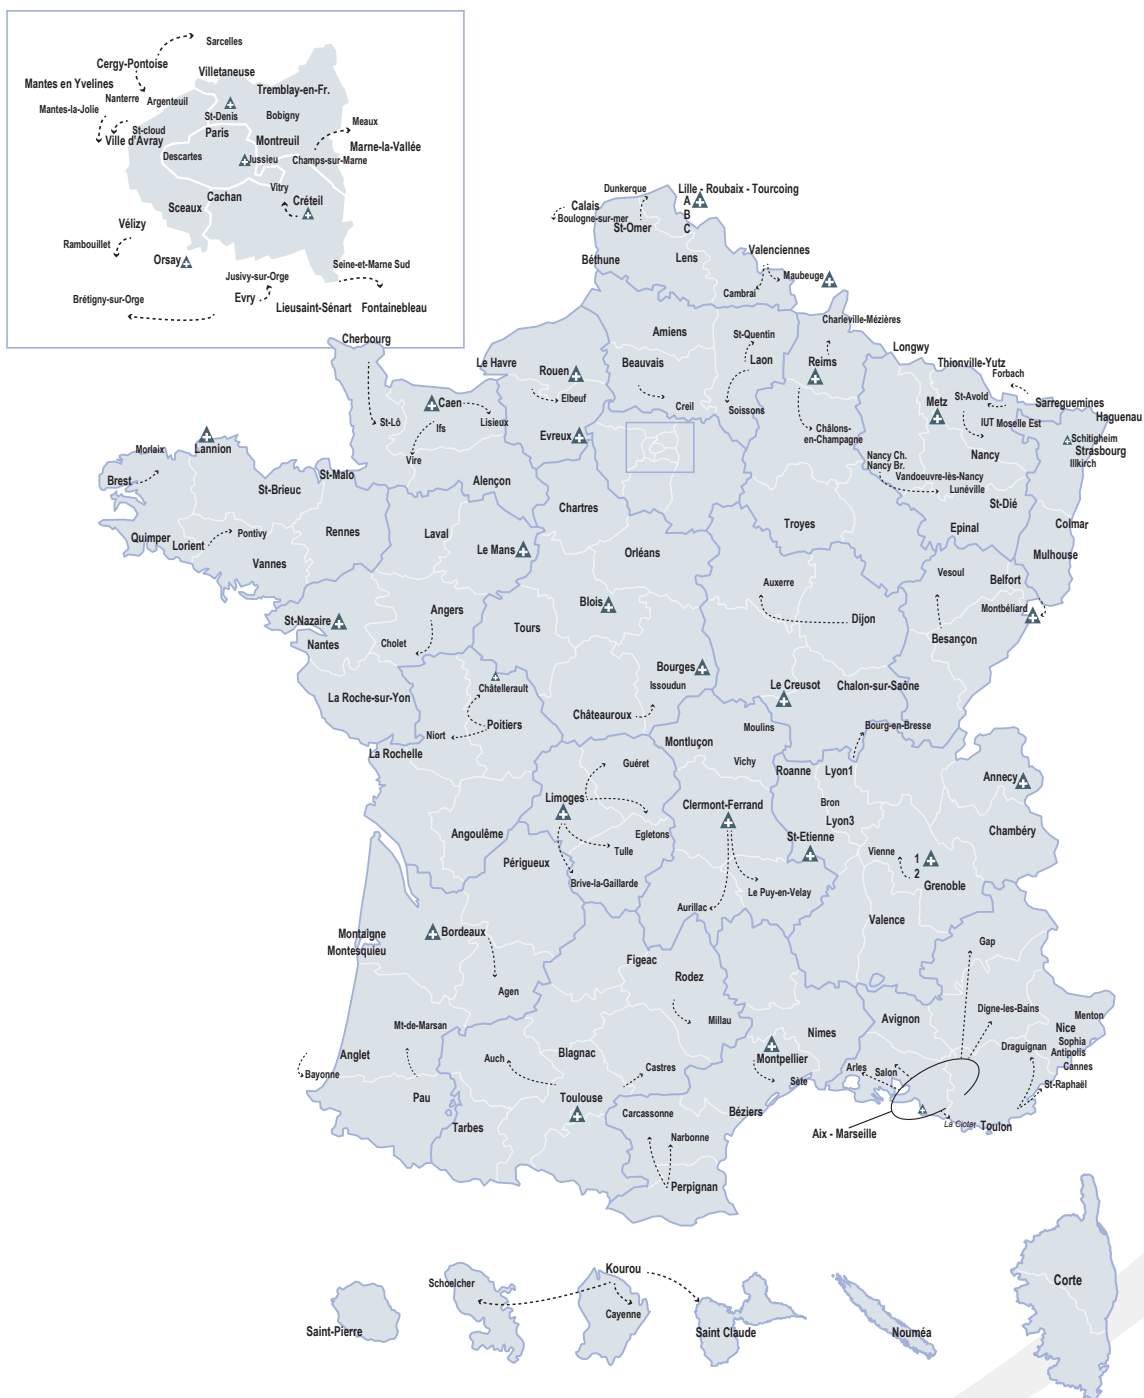 Sarcelles
Cergy-Pontoise
Villetaneuse
Mantes en Yvelines
Tremblay-en-Fr.
Nanterre
Argenteuil
Mantes-la-Jolie
St-Denis
Bobigny
Meaux
St-cloud
Paris
Ville d'Avray
Montreuil
Marne-la-Vallée
Descartes
Jussieu
Champs-sur-Marne
Vitry
Cachan
Créteil
Sceaux
Vélizy
Rambouillet
Orsay
Seine-et-Marne Sud
Jusivy-sur-Orge
Brétigny-sur-Orge
Evry
Lieusaint-Sénart
Fontainebleau
Dunkerque
Lille - Roubaix - Tourcoing
A
B
C
Calais
Boulogne-sur-mer
St-Omer
Béthune
Lens
Valenciennes
Maubeuge
Cambrai
Cherbourg
Le Havre
Rouen
Elbeuf
Amiens
Beauvais
Creil
St-Quentin
Laon
Soissons
Charleville-Mézières
Reims
Châlons-
en-Champagne
Longwy
Thionville-Yutz
Forbach
St-Avold
Metz
Sarreguemines
Haguenau
IUT Moselle Est
Schitigheim
Strasbourg
Illkirch
Nancy
Nancy Ch.
Nancy Br.
Vandoeuvre-lès-Nancy
Lunéville
St-Dié
Epinal
Colmar
Mulhouse
Caen
St-Lô
Ifs
Lisieux
Vire
Evreux
Alençon
Lannion
Morlaix
Brest
St-Brieuc
St-Malo
Quimper
Lorient
Pontivy
Vannes
Rennes
Laval
Le Mans
Chartres
Orléans
Troyes
Auxerre
Dijon
Vesoul
Belfort
Montbéliard
Besançon
Blois
Tours
Angers
Cholet
St-Nazaire
Nantes
La Roche-sur-Yon
Châtellerault
Poitiers
Niort
La Rochelle
Bourges
Issoudun
Châteauroux
Le Creusot
Chalon-sur-Saône
Moulins
Montluçon
Vichy
Bourg-en-Bresse
Roanne
Lyon1
Bron
Lyon3
Annecy
Chambéry
Guéret
Limoges
Egletons
Tulle
Brive-la-Gaillarde
Clermont-Ferrand
Le Puy-en-Velay
Aurillac
St-Etienne
Vienne
1
2
Grenoble
Valence
Angoulême
Périgueux
Montaigne
Montesquieu
Bordeaux
Agen
Mt-de-Marsan
Anglet
Bayonne
Pau
Figeac
Rodez
Millau
Auch
Blagnac
Castres
Toulouse
Tarbes
Carcassonne
Narbonne
Perpignan
Béziers
Montpellier
Sète
Nimes
Gap
Avignon
Digne-les-Bains
Draguignan
Menton
Nice
Sophia
Antipolis
Cannes
St-Raphaël
Arles
Salon
La Ciotat
Toulon
Aix - Marseille
Schoelcher
Kourou
Cayenne
Saint-Pierre
Saint Claude
Nouméa
Corte